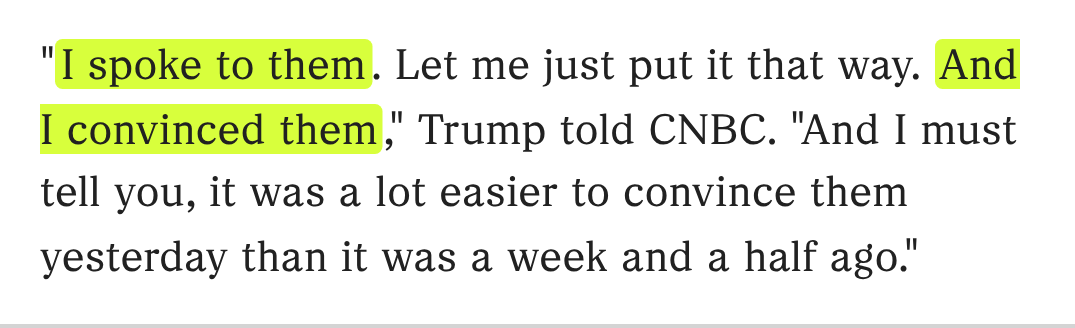 "I spoke to them. Let me just put it that way. And
I convinced them," Trump told CNBC. "And I must
tell you, it was a lot easier to convince them
yesterday than it was a week and a half ago."